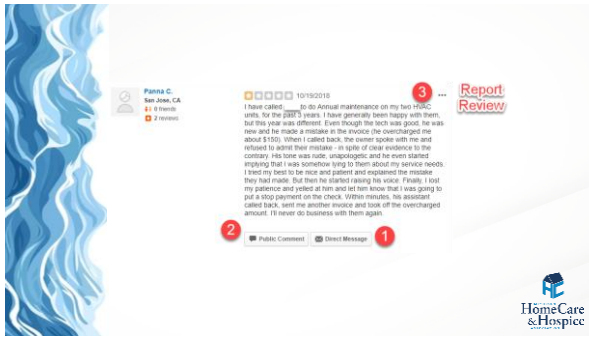 Panna C.
San Jose, CA
0 friends
2 reviews
10/19/2018
3
Report
Review
I have called ____to do Annual maintenance on my two HVAC
units, for the past 3 years. I have generally been happy with them,
but this year was different. Even though the tech was good, he was
new and he made a mistake in the invoice (he overcharged me
about $150). When I called back, the owner spoke with me and
refused to admit their mistake - in spite of clear evidence to the
contrary. His tone was rude, unapologetic and he even started
implying that i was somehow lying to them about my service needs.
I tried my best to be nice and patient and explained the mistake
they had made. But then he started raising his voice. Finally, I lost
my patience and yelled at him and let him know that I was going to
put a stop payment on the check. Within minutes, his assistant
called back, sent me another invoice and took off the overcharged
amount. I'll never do business with them again.
2
Public Comment
Direct Message
1
HomeCare
&Hospice